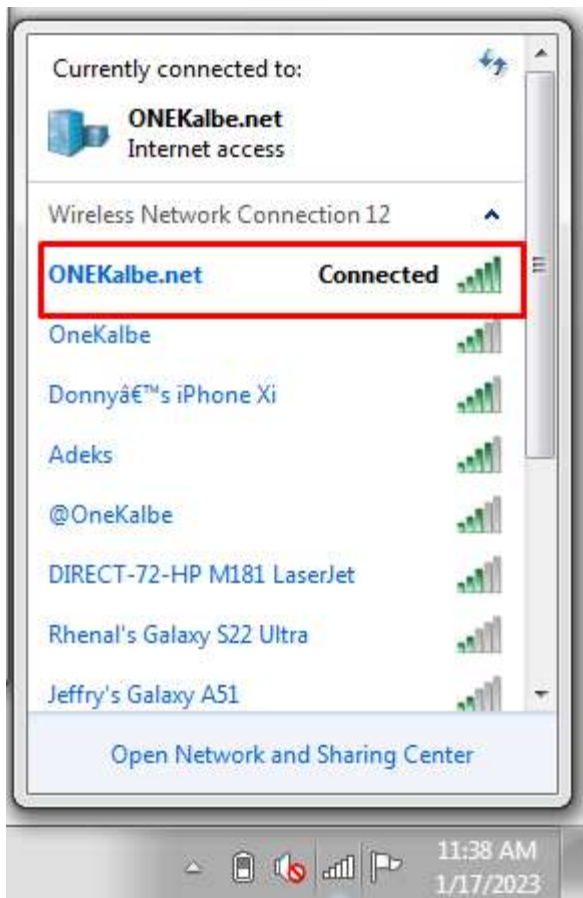 Currently connected to:
ONEKalbe.net
Internet access
Wireless Network Connection 12
ONEKalbe.net Connected
OneKalbe
Donnyâ€™s iPhone Xi
Adeks
@OneKalbe
DIRECT-72-HP M181 LaserJet
Rhenal's Galaxy S22 Ultra
Jeffry's Galaxy A51
Open Network and Sharing Center
11:38 AM
1/17/2023